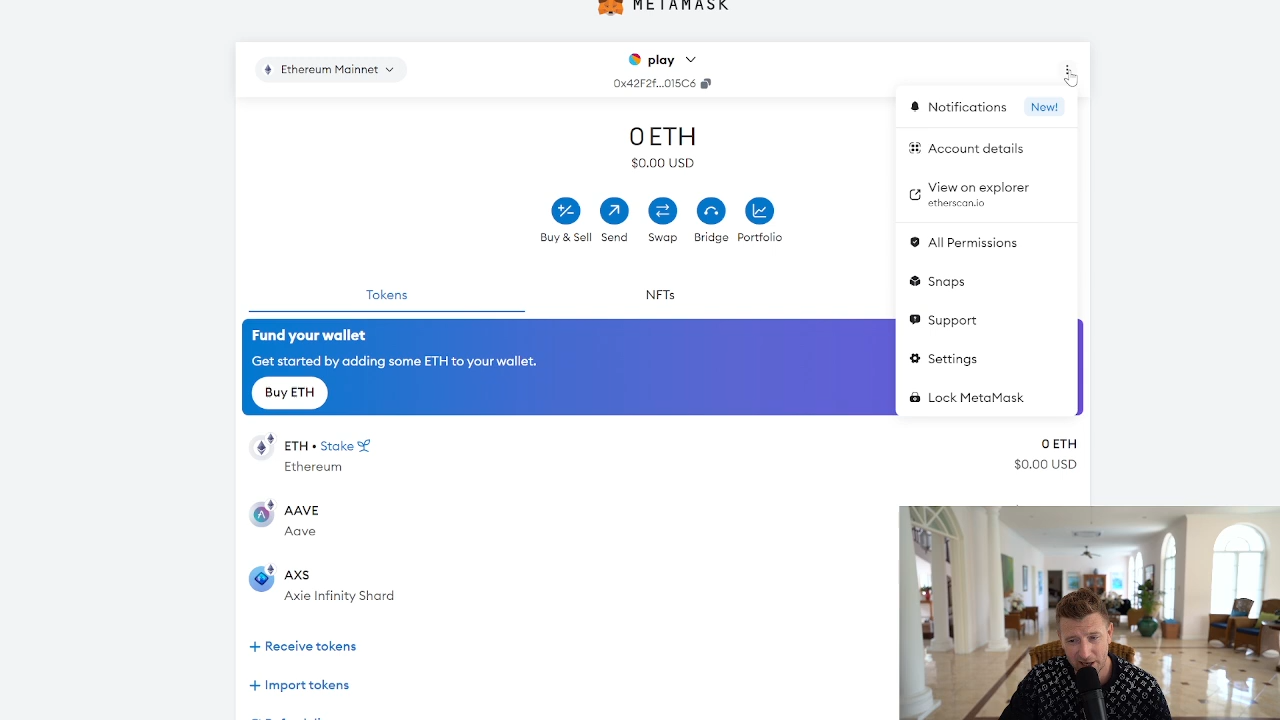 METAMASK
Ethereum Mainnet
play
0x42F2f...015C6
Notifications New!
Account details
View on explorer
etherscan.io
All Permissions
Snaps
Support
Settings
Lock MetaMask
0 ETH
$0.00 USD
Buy & Sell Send Swap Bridge Portfolio
Tokens NFTs
Fund your wallet
Get started by adding some ETH to your wallet.
Buy ETH
ETH • Stake
Ethereum
0 ETH
$0.00 USD
AAVE
Aave
AXS
Axie Infinity Shard
+ Receive tokens
+ Import tokens